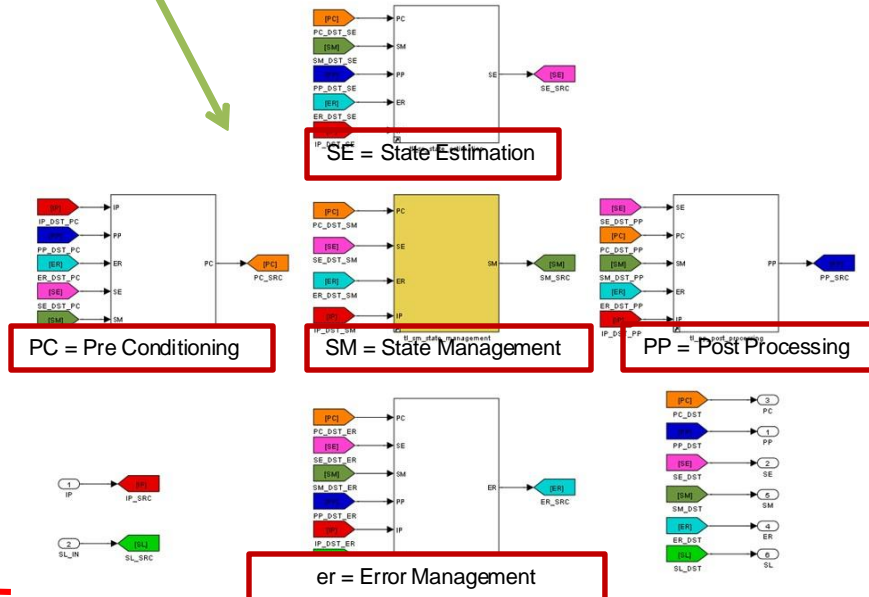 [PC]
PC
PC_DST_SE
[SM]
SM
SM_DST_SE
PP
PP_DST_SE
[ER]
ER
ER_DST_SE
SE
[SE]
SE_SRC
SE = State Estimation
IP
IP_DST_PC
PP
PP_DST_PC
[ER]
ER
ER_DST_PC
[SE]
SE
SE_DST_PC
[SM]
SM
PC
[PC]
PC_SRC
PC = Pre Conditioning
[PC]
PC
PC_DST_SM
[SE]
SE
SE_DST_SM
[ER]
ER
ER_DST_SM
[IP]
IP
IP_DST_SM
SM
[SM]
SM_SRC
tl_sm_state_management
SM = State Management
[SE]
SE
SE_DST_PP
[PC]
PC
PC_DST_PP
[SM]
SM
SM_DST_PP
[ER]
ER
ER_DST_PP
IP
IP_DST_PP
PP
PP_SRC
PP = Post Processing
1
IP
IP_SRC
2
SL_IN
[SL]
SL_SRC
[PC]
PC
PC_DST_ER
[SE]
SE
SE_DST_ER
[SM]
SM
SM_DST_ER
PP
PP_DST_ER
[IP]
IP
IP_DST_ER
ER
[ER]
ER_SRC
er = Error Management
[PC]
PC_DST
3
PC
PP_DST
1
PP
[SE]
SE_DST
2
SE
[SM]
SM_DST
5
SM
[ER]
ER_DST
4
ER
[SL]
SL_DST
6
SL